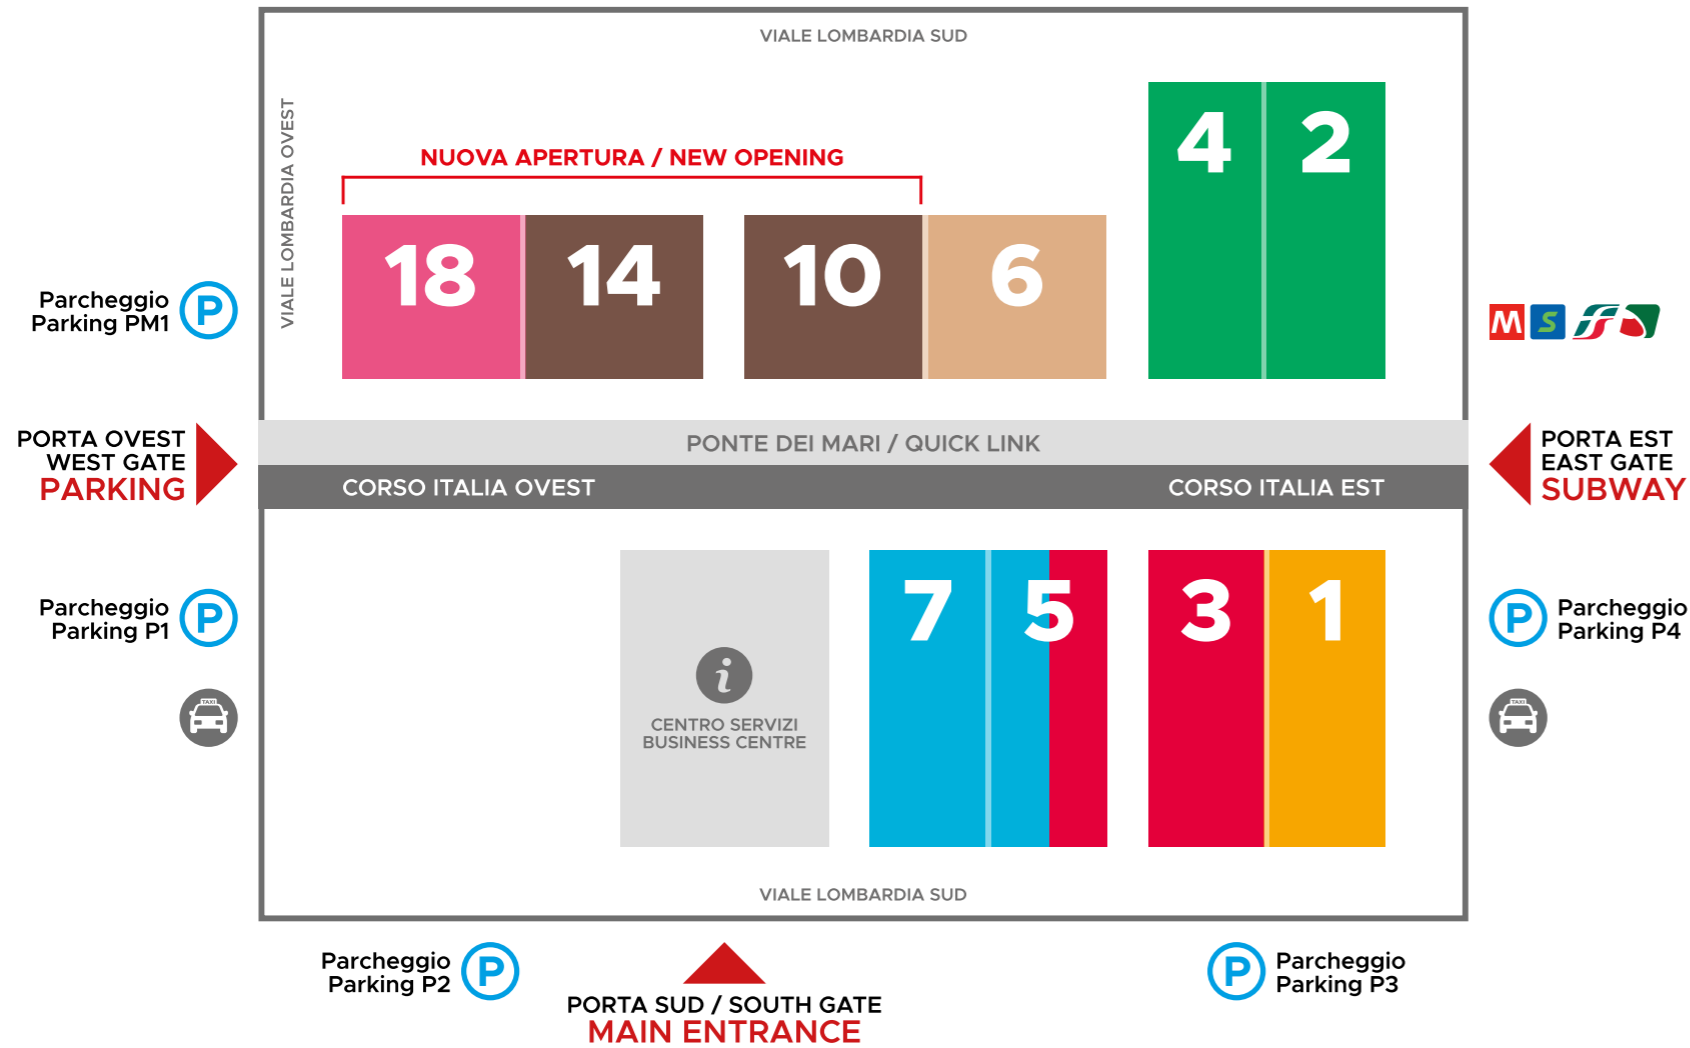 VIALE LOMBARDIA SUD
VIALE LOMBARDIA OVEST
NUOVA APERTURA / NEW OPENING
4 2
18 14 10 6
Parcheggio
Parking PM1
P
M S
PORTA OVEST
WEST GATE
PARKING
PONTE DEI MARI / QUICK LINK
CORSO ITALIA OVEST
CORSO ITALIA EST
PORTA EST
EAST GATE
SUBWAY
7 5 3 1
Parcheggio
Parking P1
P
P
Parcheggio
Parking P4
i
CENTRO SERVIZI
BUSINESS CENTRE
TAXI
TAXI
VIALE LOMBARDIA SUD
Parcheggio
Parking P2
P
PORTA SUD / SOUTH GATE
MAIN ENTRANCE
P
Parcheggio
Parking P3